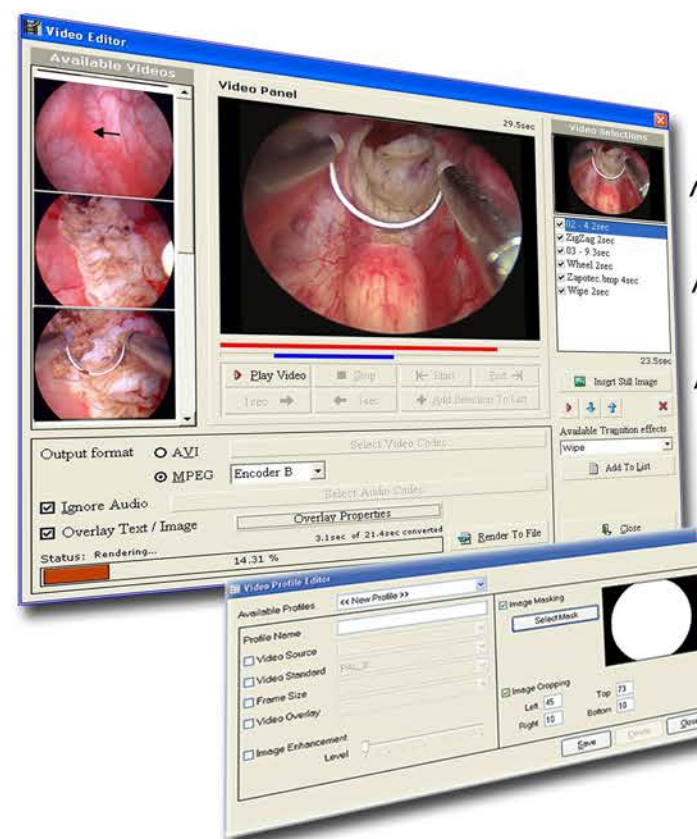 Video Editor
Available Videos
Video Panel
29.5sec
Video Selections
02 - 4.2sec
ZigZag 2sec
03 - 9.3sec
Wheel 2sec
Zapotec.bmp 4sec
Wipe 2sec
23.5sec
Play Video
Stop
Start
End
1sec
1sec
Add Selection To List
Insert Still Image
Available Transition effects
Wipe
Add To List
Close
Output format
AVI
Select Video Codec
MPEG
Encoder B
Select Audio Codec
Ignore Audio
Overlay Text / Image
Overlay Properties
3.1sec of 21.4sec converted
Render To File
Status: Rendering...
14.31 %
Video Profile Editor
Available Profiles
<< New Profile >>
Profile Name
Video Source
Video Standard
PAL_B
Frame Size
Video Overlay
Image Enhancement
Level
Image Masking
Select Mask
Image Cropping
Left 45
Top 73
Right 10
Bottom 10
Save
Delete
Close